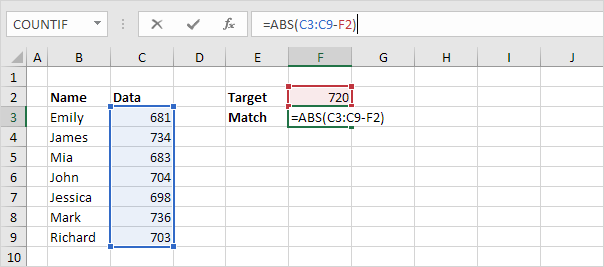 COUNTIF fx =ABS(C3:C9-F2)
A B C D E F G H I J
1
2 Name Data Target 720
3 Emily 681 Match =ABS(C3:C9-F2)
4 James 734
5 Mia 683
6 John 704
7 Jessica 698
8 Mark 736
9 Richard 703
10